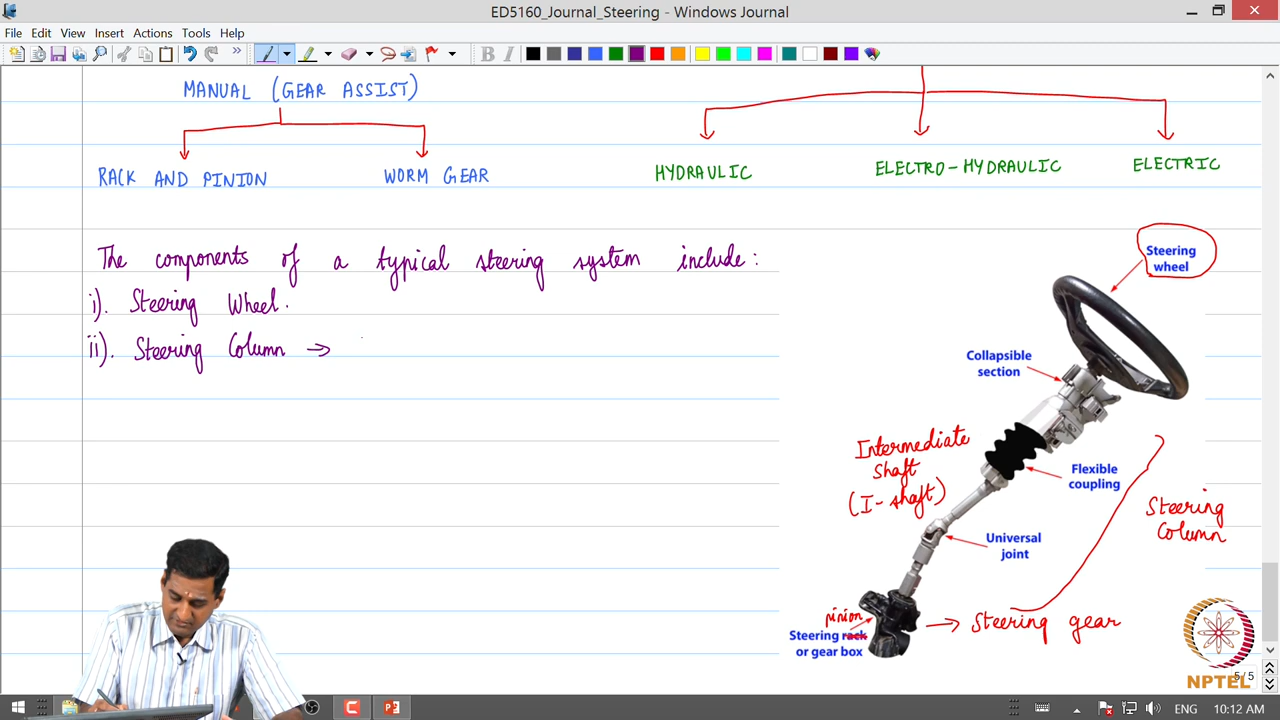 ED5160_Journal_Steering - Windows Journal
File Edit View Insert Actions Tools Help
B I
MANUAL (GEAR ASSIST)
RACK AND PINION
WORM GEAR
HYDRAULIC
ELECTRO-HYDRAULIC
ELECTRIC
The components of a typical steering system include:
i). Steering Wheel.
ii). Steering Column →
Steering
wheel
Collapsible
section
Intermediate
shaft
(I-shaft)
Flexible
coupling
Steering
Column
Universal
joint
pinion
Steering rack
or gear box
→ Steering gear
5/5
NPTEL
ENG 10:12 AM